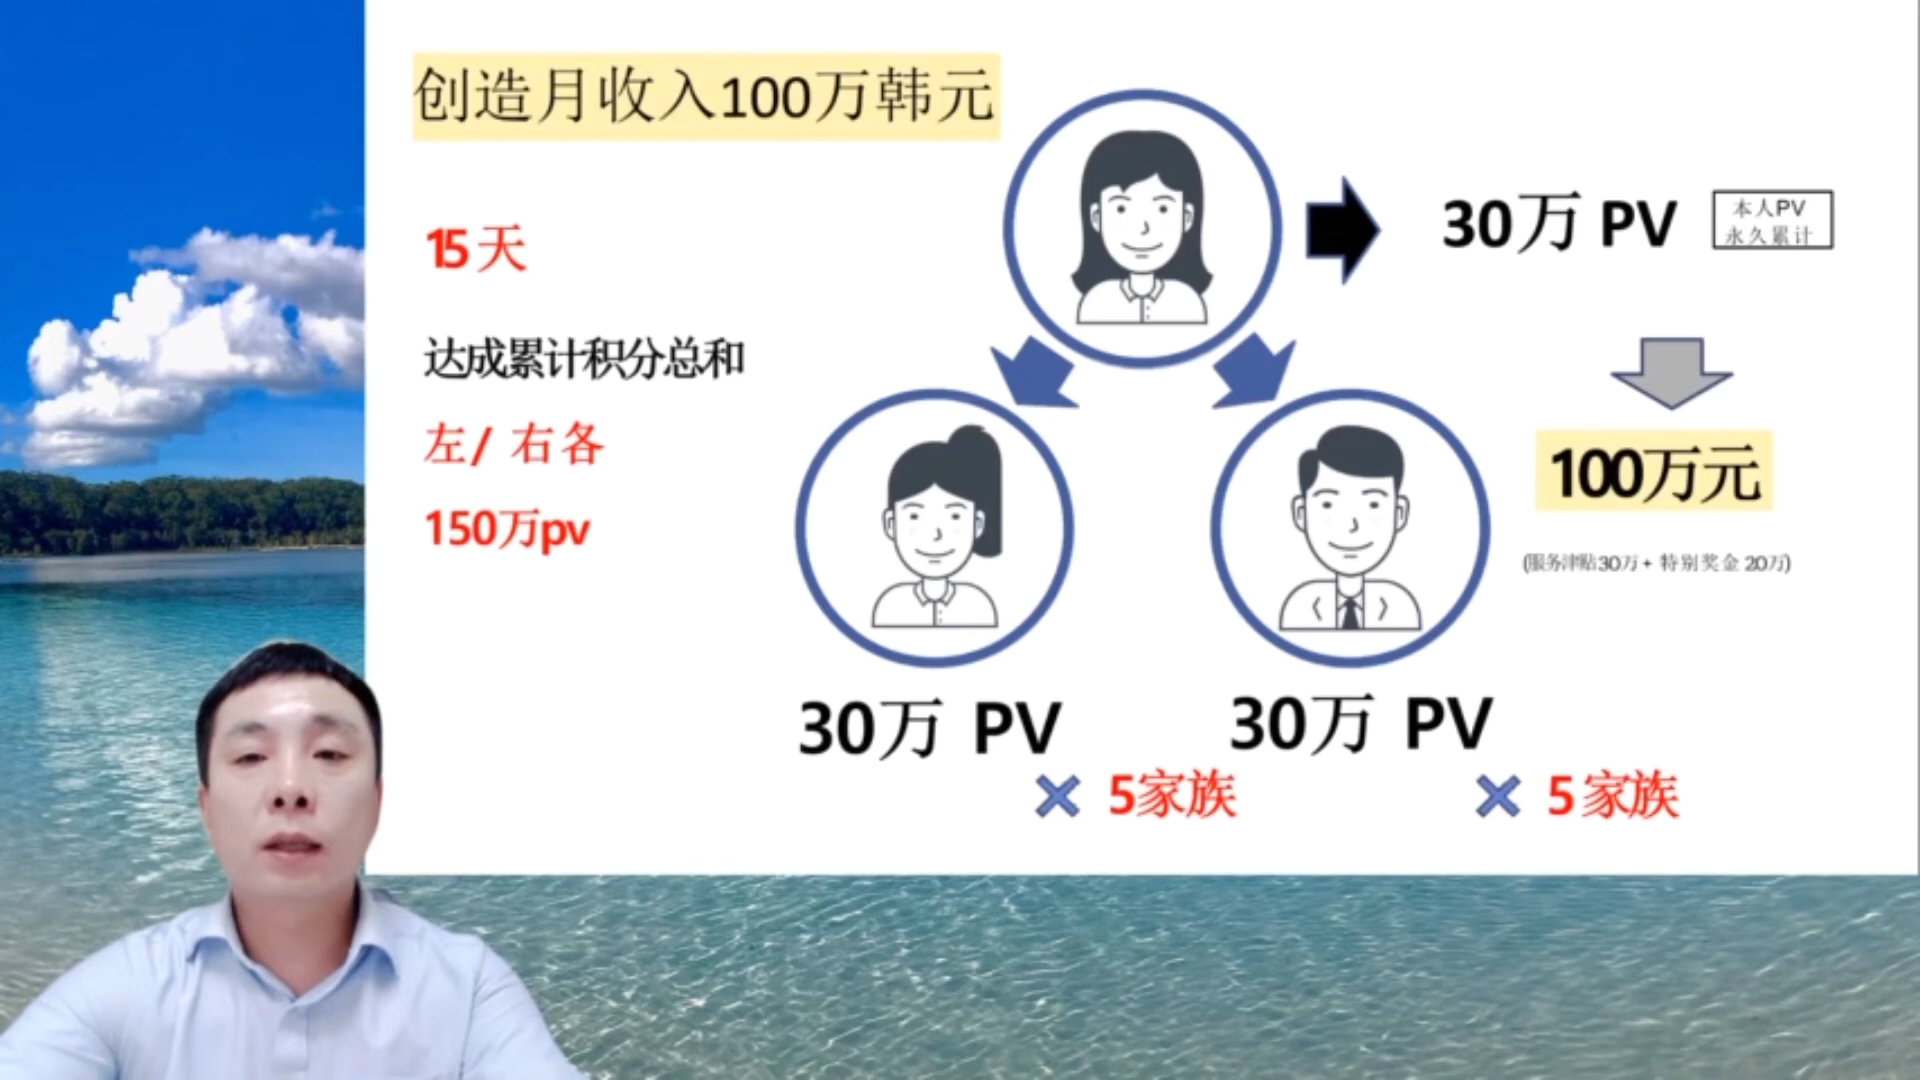 创造月收入100万韩元
15天
达成累计积分总和
左/ 右各
150万pv
30万 PV
本人PV
永久累计
100万元
(服务津贴30万 + 特别奖金 20万)
30万 PV
× 5家族
30万 PV
× 5家族